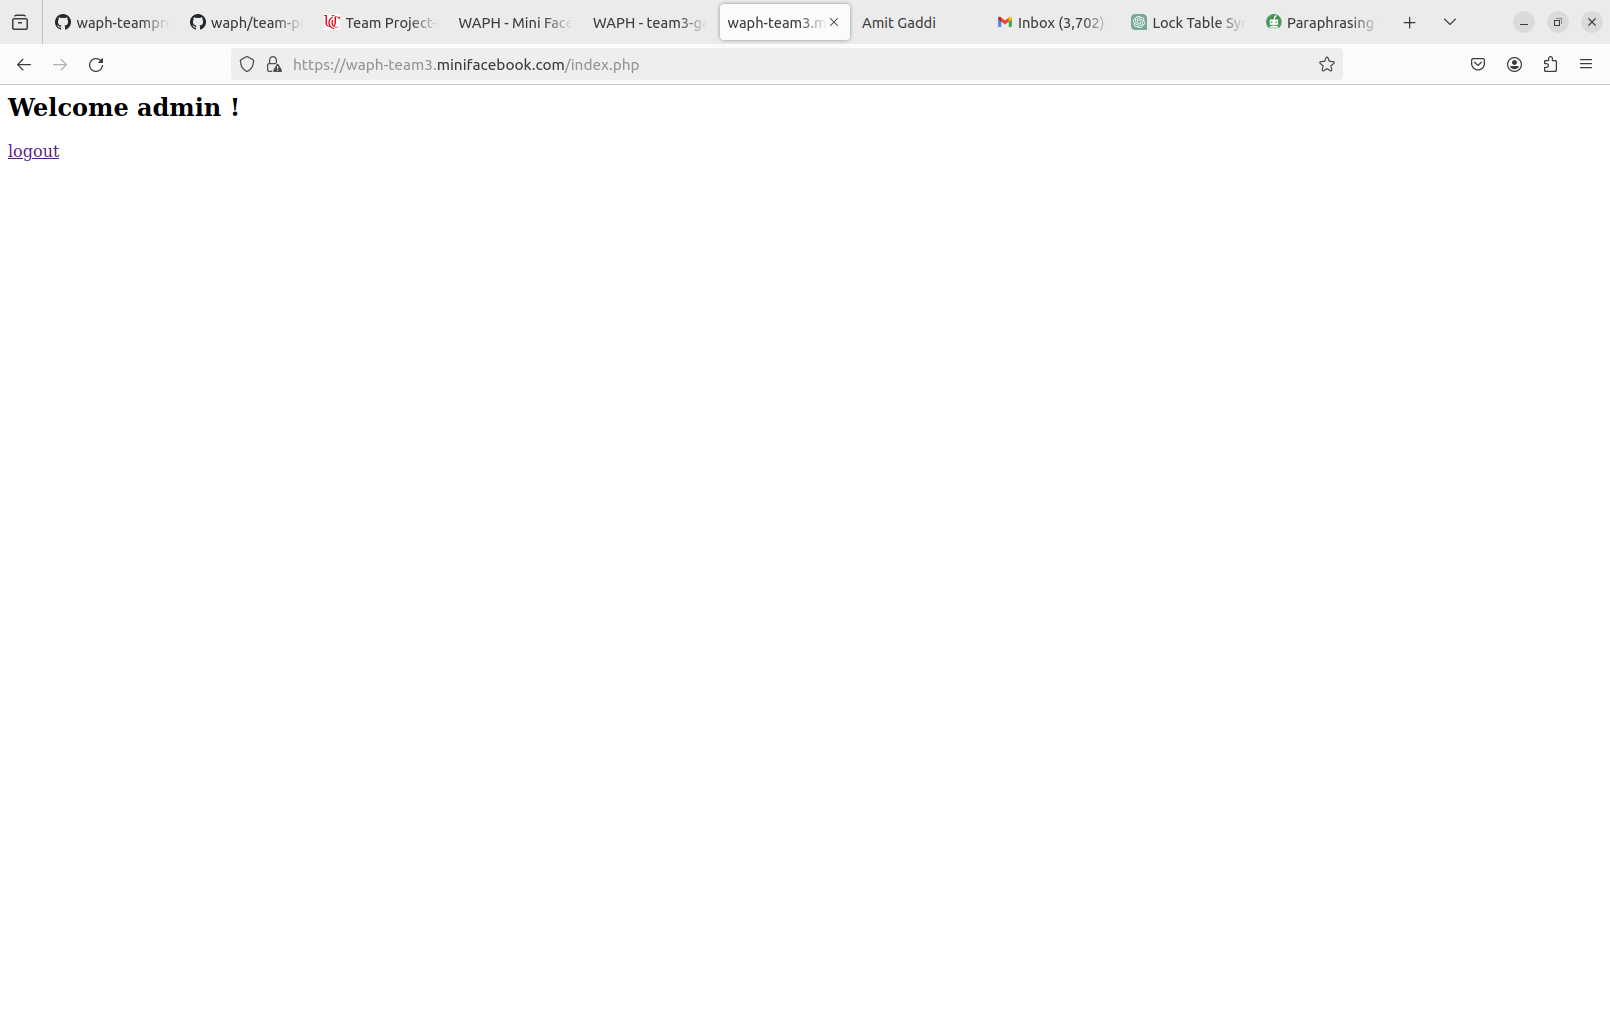 waph-teampr waph/team-p Team Project- WAPH - Mini Face WAPH - team3-ga waph-team3.m Amit Gaddi Inbox (3,702) Lock Table Sy Paraphrasing
https://waph-team3.minifacebook.com/index.php
Welcome admin !
logout